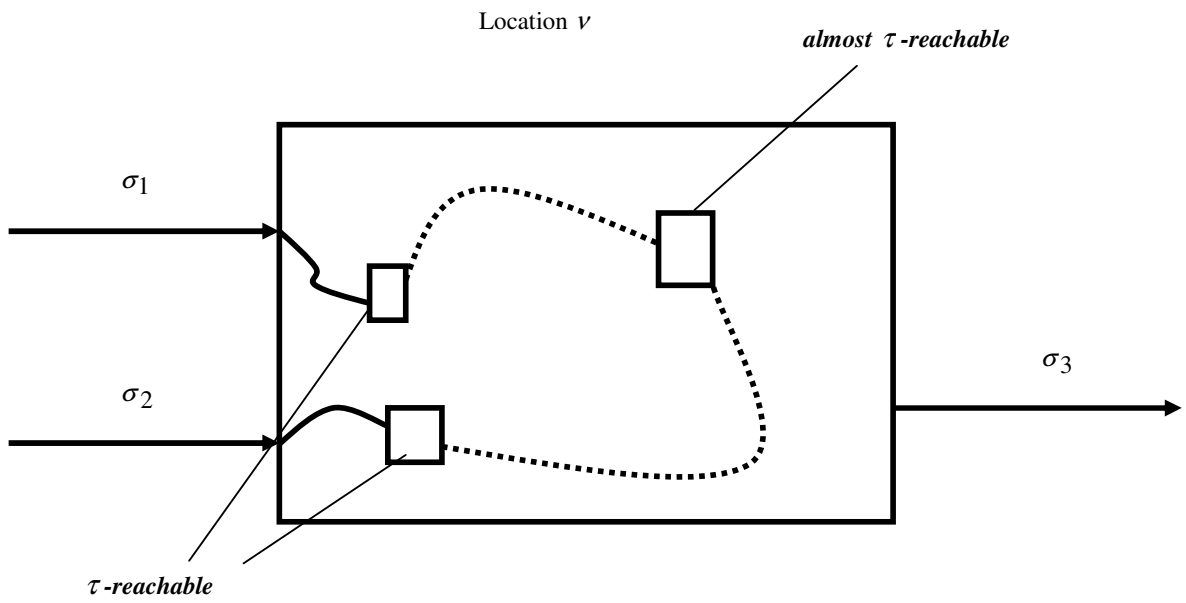 Location ν
almost τ -reachable
σ1
σ2
σ3
τ -reachable